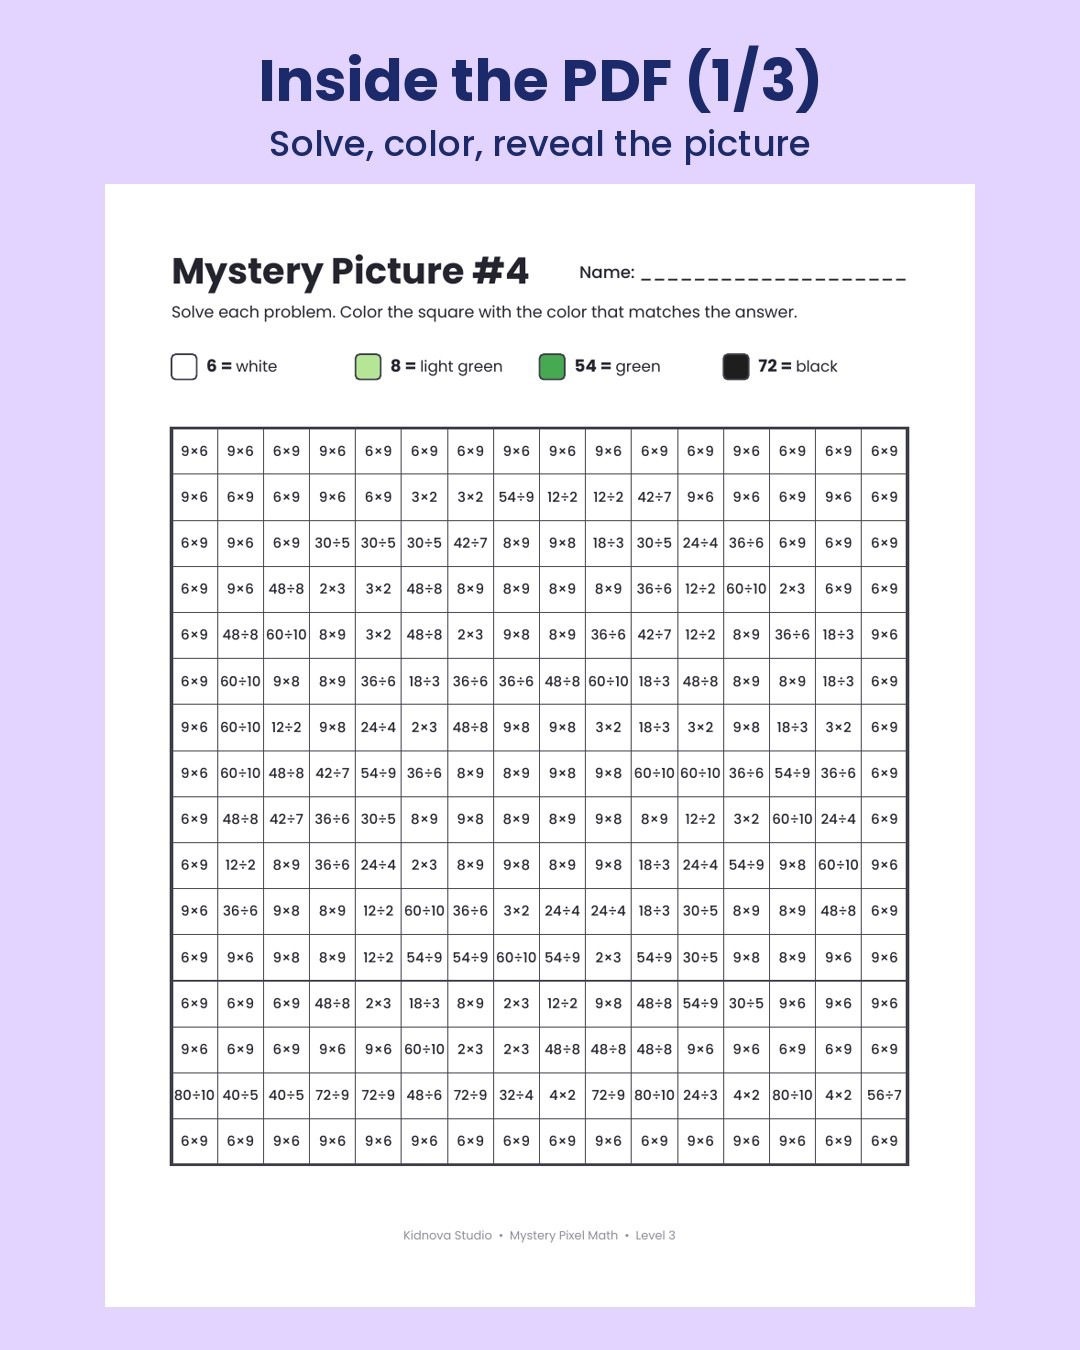 Inside the PDF (1/3)
Solve, color, reveal the picture
Mystery Picture #4 Name: ____________________
Solve each problem. Color the square with the color that matches the answer.
6 = white 8 = light green 54 = green 72 = black
9×6 9×6 6×9 9×6 6×9 6×9 6×9 9×6 9×6 9×6 6×9 6×9 9×6 6×9 6×9 6×9
9×6 6×9 6×9 9×6 6×9 3×2 3×2 54÷9 12÷2 12÷2 42÷7 9×6 9×6 6×9 9×6 6×9
6×9 9×6 6×9 30÷5 30÷5 30÷5 42÷7 8×9 9×8 18÷3 30÷5 24÷4 36÷6 6×9 6×9 6×9
6×9 9×6 48÷8 2×3 3×2 48÷8 8×9 8×9 8×9 8×9 36÷6 12÷2 60÷10 2×3 6×9 6×9
6×9 48÷8 60÷10 8×9 3×2 48÷8 2×3 9×8 8×9 36÷6 42÷7 12÷2 8×9 36÷6 18÷3 9×6
6×9 60÷10 9×8 8×9 36÷6 18÷3 36÷6 36÷6 48÷8 60÷10 18÷3 48÷8 8×9 8×9 18÷3 6×9
9×6 60÷10 12÷2 9×8 24÷4 2×3 48÷8 9×8 9×8 3×2 18÷3 3×2 9×8 18÷3 3×2 6×9
9×6 60÷10 48÷8 42÷7 54÷9 36÷6 8×9 8×9 9×8 9×8 60÷10 60÷10 36÷6 54÷9 36÷6 6×9
6×9 48÷8 42÷7 36÷6 30÷5 8×9 9×8 8×9 8×9 9×8 8×9 12÷2 3×2 60÷10 24÷4 6×9
6×9 12÷2 8×9 36÷6 24÷4 2×3 8×9 9×8 8×9 9×8 18÷3 24÷4 54÷9 9×8 60÷10 9×6
9×6 36÷6 9×8 8×9 12÷2 60÷10 36÷6 3×2 24÷4 24÷4 18÷3 30÷5 8×9 8×9 48÷8 6×9
6×9 9×6 9×8 8×9 12÷2 54÷9 54÷9 60÷10 54÷9 2×3 54÷9 30÷5 9×8 8×9 9×6 9×6
6×9 6×9 6×9 48÷8 2×3 18÷3 8×9 2×3 12÷2 9×8 48÷8 54÷9 30÷5 9×6 9×6 9×6
9×6 6×9 6×9 9×6 9×6 60÷10 2×3 2×3 48÷8 48÷8 48÷8 9×6 9×6 6×9 6×9 6×9
80÷10 40÷5 40÷5 72÷9 72÷9 48÷6 72÷9 32÷4 4×2 72÷9 80÷10 24÷3 4×2 80÷10 4×2 56÷7
6×9 6×9 9×6 9×6 9×6 9×6 6×9 6×9 6×9 9×6 6×9 9×6 9×6 9×6 6×9 6×9
Kidnova Studio • Mystery Pixel Math • Level 3